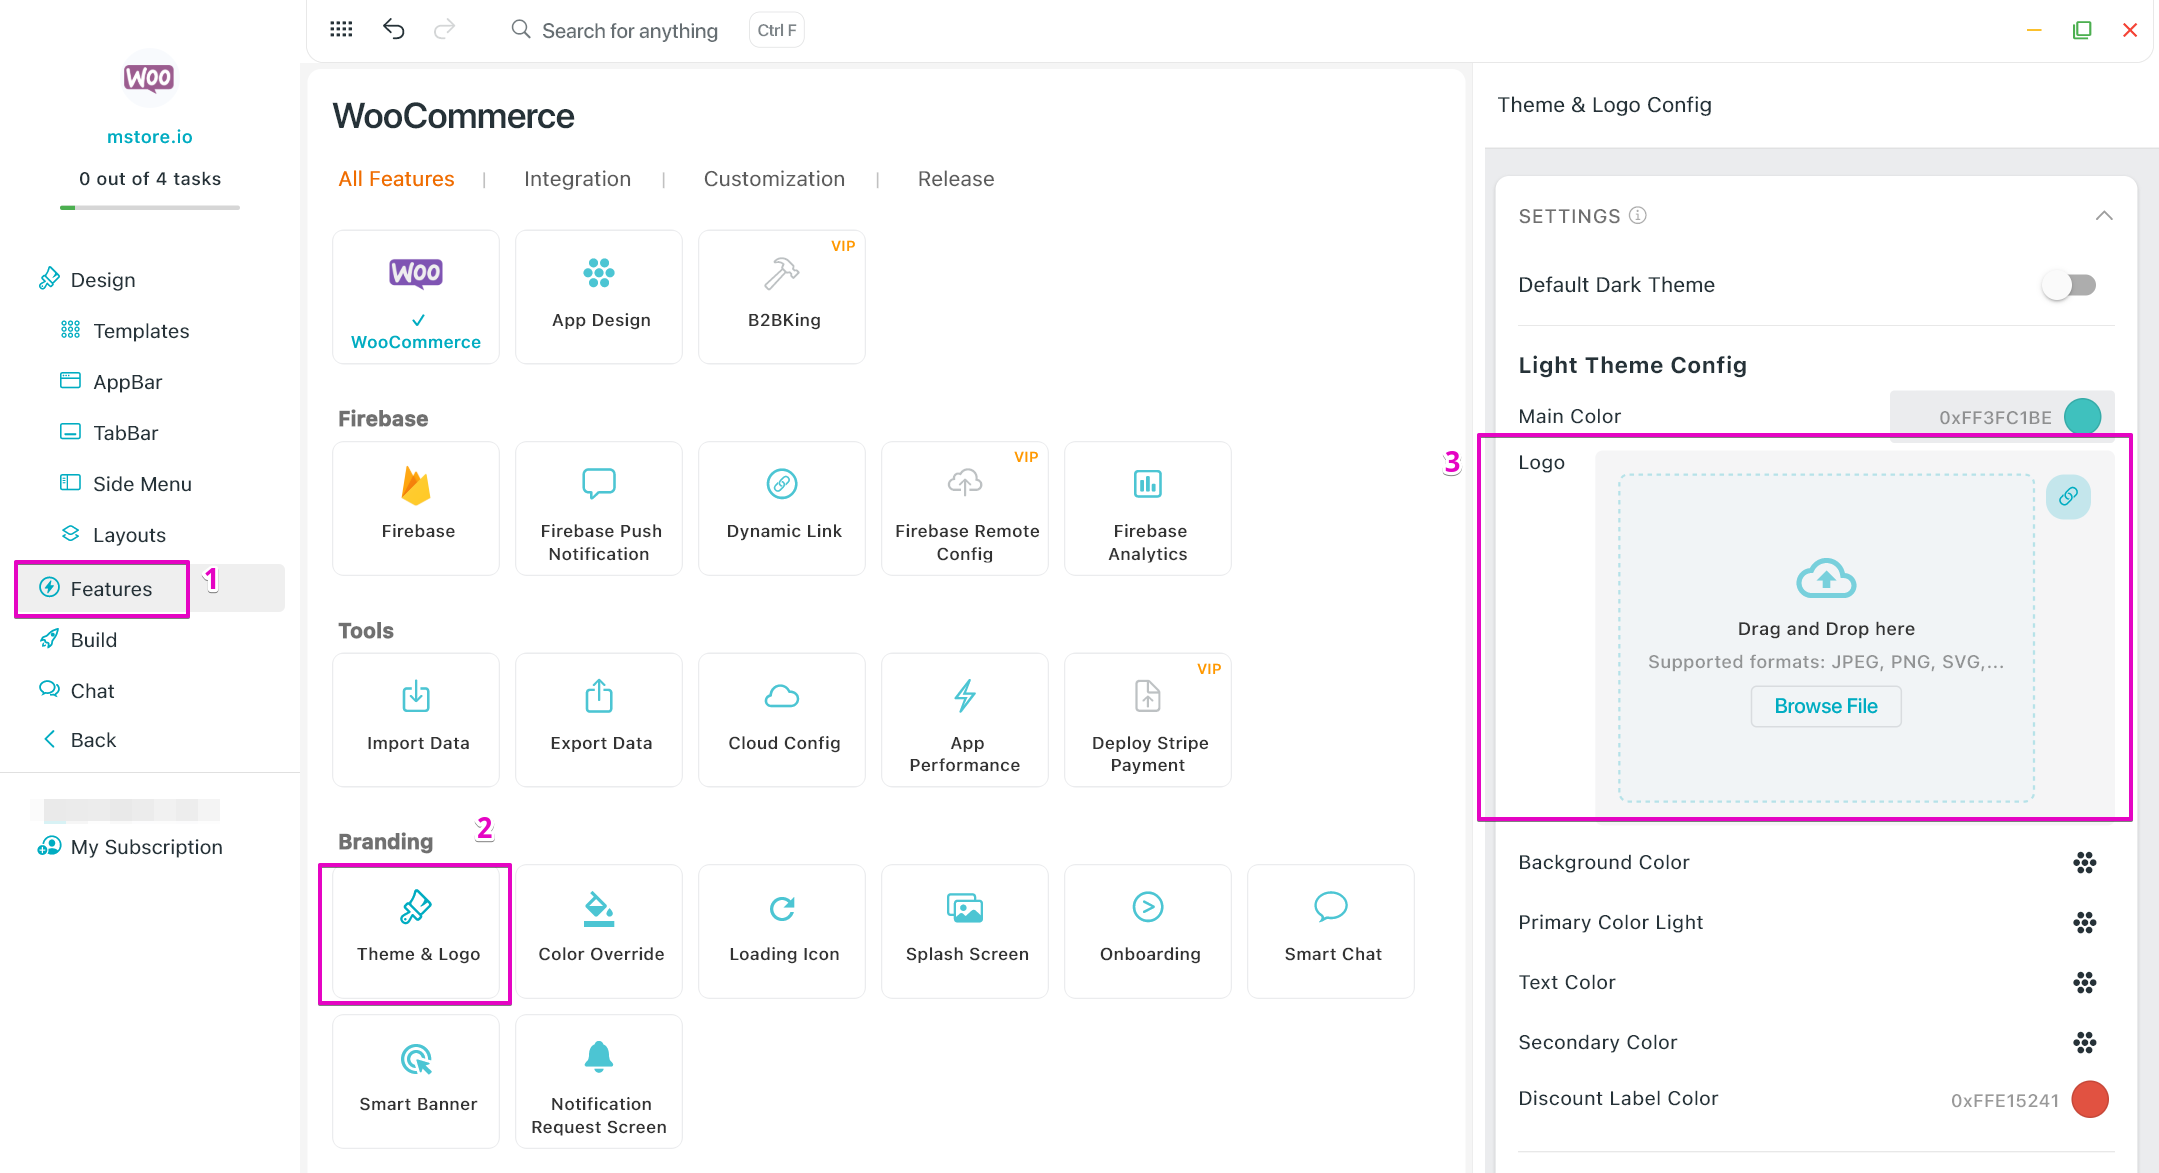 Search for anything
Ctrl F
WOO
mstore.io
0 out of 4 tasks
Design
Templates
AppBar
TabBar
Side Menu
Layouts
Features
1
Build
Chat
Back
My Subscription
WooCommerce
All Features | Integration | Customization | Release
WOO
WooCommerce
App Design
VIP
B2BKing
Firebase
Firebase
Firebase Push
Notification
Dynamic Link
VIP
Firebase Remote
Config
Firebase
Analytics
Tools
Import Data
Export Data
Cloud Config
App
Performance
VIP
Deploy Stripe
Payment
Branding
2
Theme & Logo
Color Override
Loading Icon
Splash Screen
Onboarding
Smart Chat
Smart Banner
Notification
Request Screen
Theme & Logo Config
SETTINGS
Default Dark Theme
Light Theme Config
Main Color
0xFF3FC1BE
3
Logo
Drag and Drop here
Supported formats: JPEG, PNG, SVG,...
Browse File
Background Color
Primary Color Light
Text Color
Secondary Color
Discount Label Color
0xFFE15241